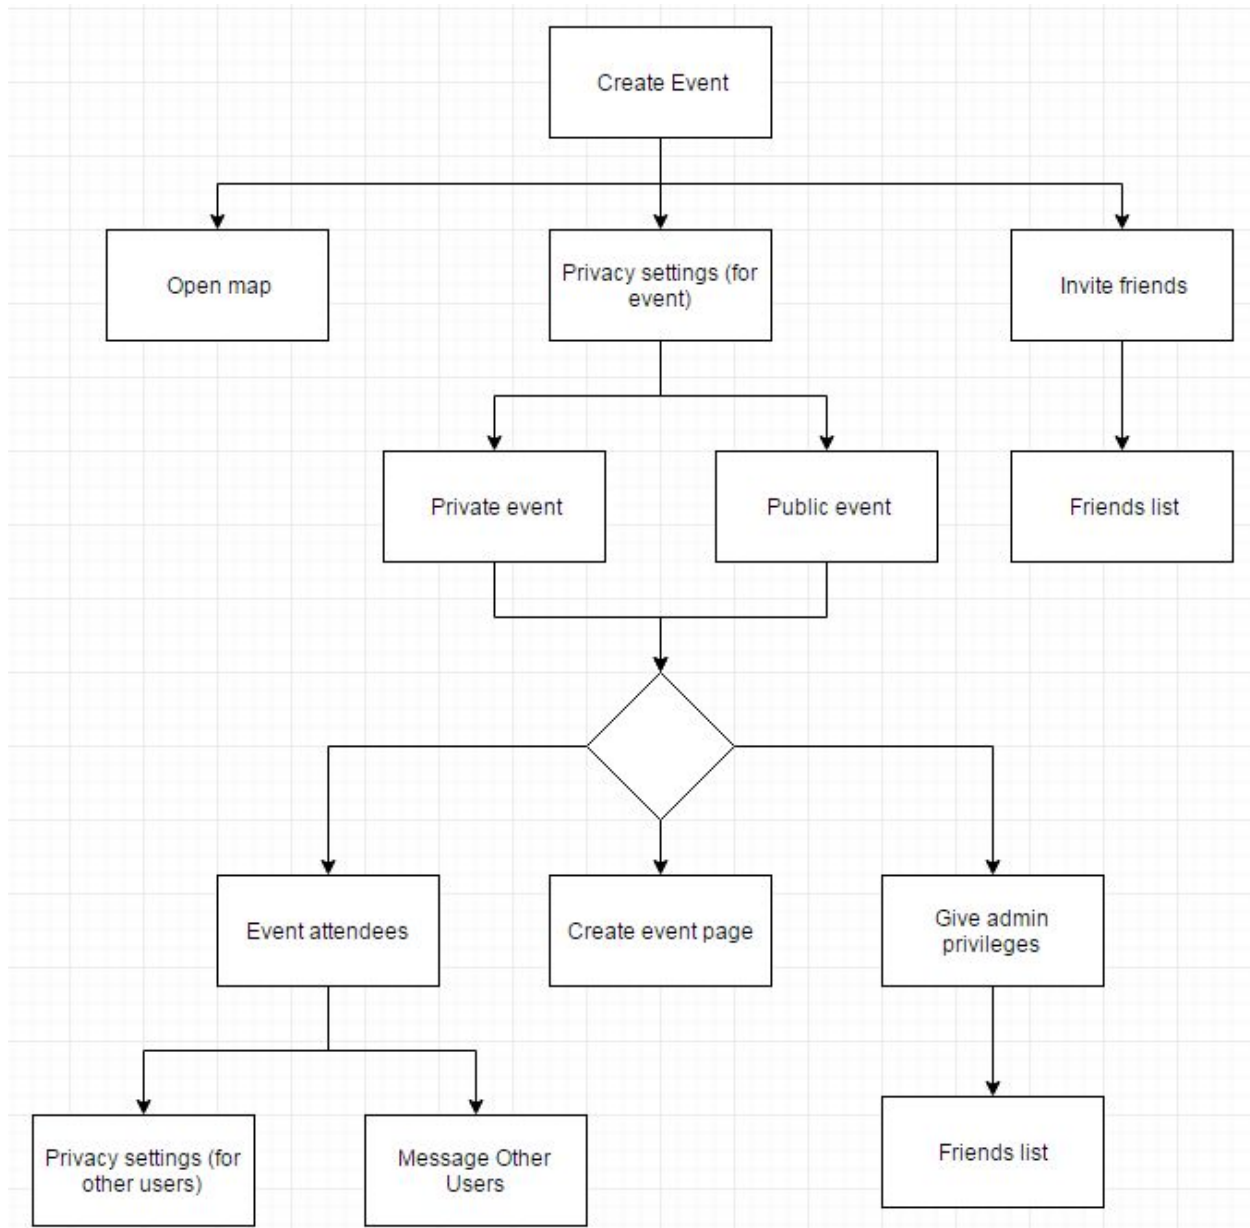 Create Event
Open map
Privacy settings (for
event)
Invite friends
Private event
Public event
Friends list
Event attendees
Create event page
Give admin
privileges
Privacy settings (for
other users)
Message Other
Users
Friends list